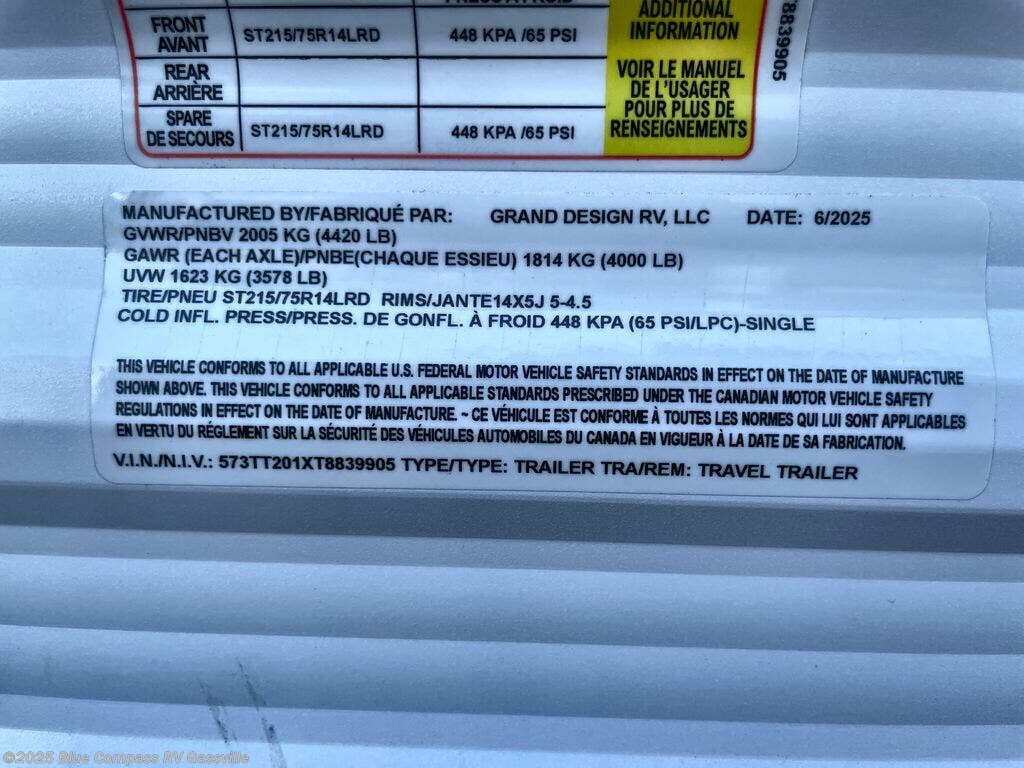 ADDITIONAL
INFORMATION
FRONT
AVANT
ST215/75R14LRD
448 KPA /65 PSI
REAR
ARRIÈRE
SPARE
DE SECOURS
ST215/75R14LRD
448 KPA /65 PSI
VOIR LE MANUEL
DE L'USAGER
POUR PLUS DE
RENSEIGNEMENTS
T8839905
MANUFACTURED BY/FABRIQUÉ PAR: GRAND DESIGN RV, LLC DATE: 6/2025
GVWR/PNBV 2005 KG (4420 LB)
GAWR (EACH AXLE)/PNBE(CHAQUE ESSIEU) 1814 KG (4000 LB)
UVW 1623 KG (3578 LB)
TIRE/PNEU ST215/75R14LRD RIMS/JANTE14X5J 5-4.5
COLD INFL. PRESS/PRESS. DE GONFL. À FROID 448 KPA (65 PSI/LPC)-SINGLE
THIS VEHICLE CONFORMS TO ALL APPLICABLE U.S. FEDERAL MOTOR VEHICLE SAFETY STANDARDS IN EFFECT ON THE DATE OF MANUFACTURE
SHOWN ABOVE. THIS VEHICLE CONFORMS TO ALL APPLICABLE STANDARDS PRESCRIBED UNDER THE CANADIAN MOTOR VEHICLE SAFETY
REGULATIONS IN EFFECT ON THE DATE OF MANUFACTURE. ~ CE VÉHICULE EST CONFORME À TOUTES LES NORMES QUI LUI SONT APPLICABLES
EN VERTU DU RÉGLEMENT SUR LA SÉCURITÉ DES VÉHICULES AUTOMOBILES DU CANADA EN VIGUEUR À LA DATE DE SA FABRICATION.
V.I.N./N.I.V.: 573TT201XT8839905 TYPE/TYPE: TRAILER TRA/REM: TRAVEL TRAILER
©2025 Blue Compass RV Gassville